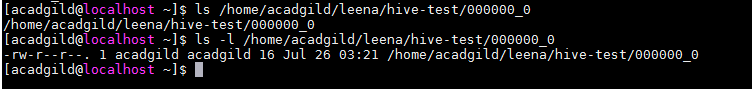 [acadgild@localhost ~]$ ls /home/acadgild/leena/hive-test/000000_0
/home/acadgild/leena/hive-test/000000_0
[acadgild@localhost ~]$ ls -l /home/acadgild/leena/hive-test/000000_0
-rw-r--r--. 1 acadgild acadgild 16 Jul 26 03:21 /home/acadgild/leena/hive-test/000000_0
[acadgild@localhost ~]$